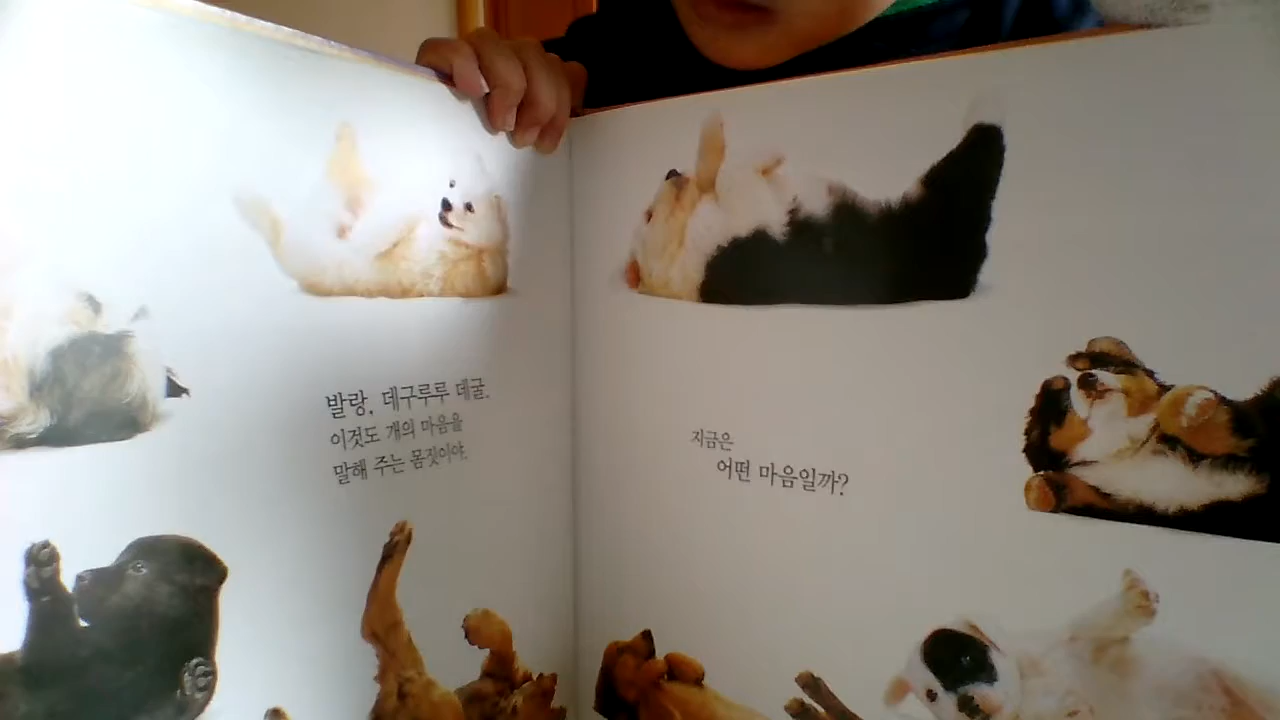 발랑, 데구루루 데굴.
이것도 개의 마음을
말해 주는 몸짓이야.
지금은
어떤 마음일까?